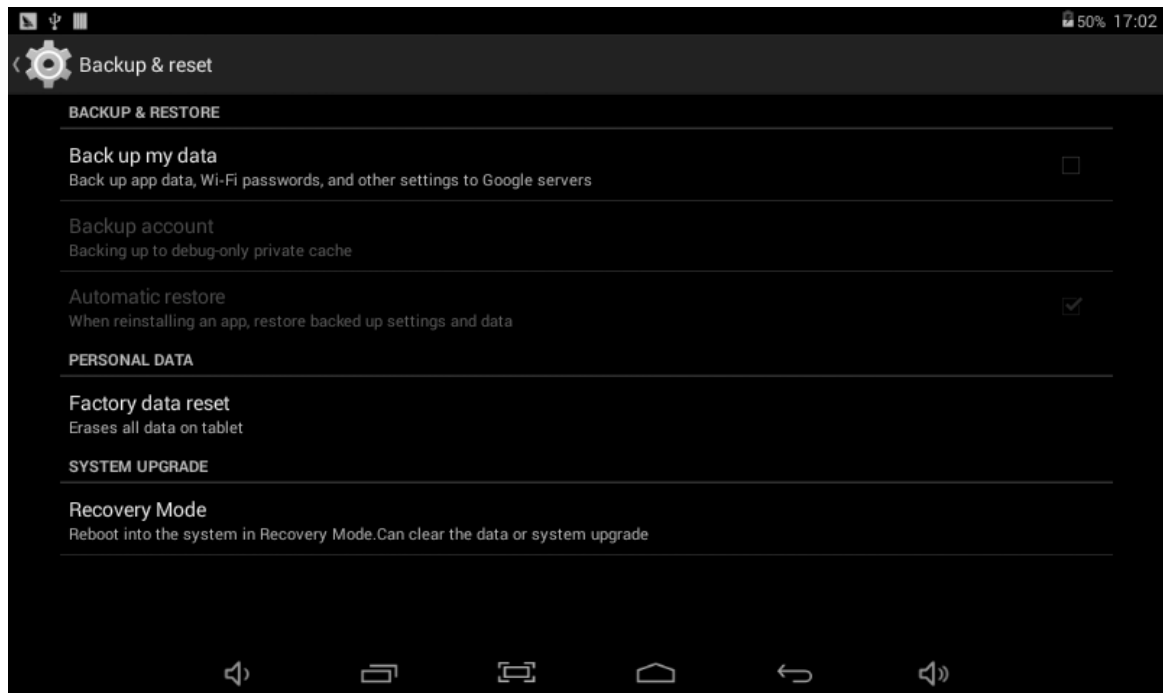 50% 17:02
Backup & reset
BACKUP & RESTORE
Back up my data
Back up app data, Wi-Fi passwords, and other settings to Google servers
Backup account
Backing up to debug-only private cache
Automatic restore
When reinstalling an app, restore backed up settings and data
PERSONAL DATA
Factory data reset
Erases all data on tablet
SYSTEM UPGRADE
Recovery Mode
Reboot into the system in Recovery Mode.Can clear the data or system upgrade